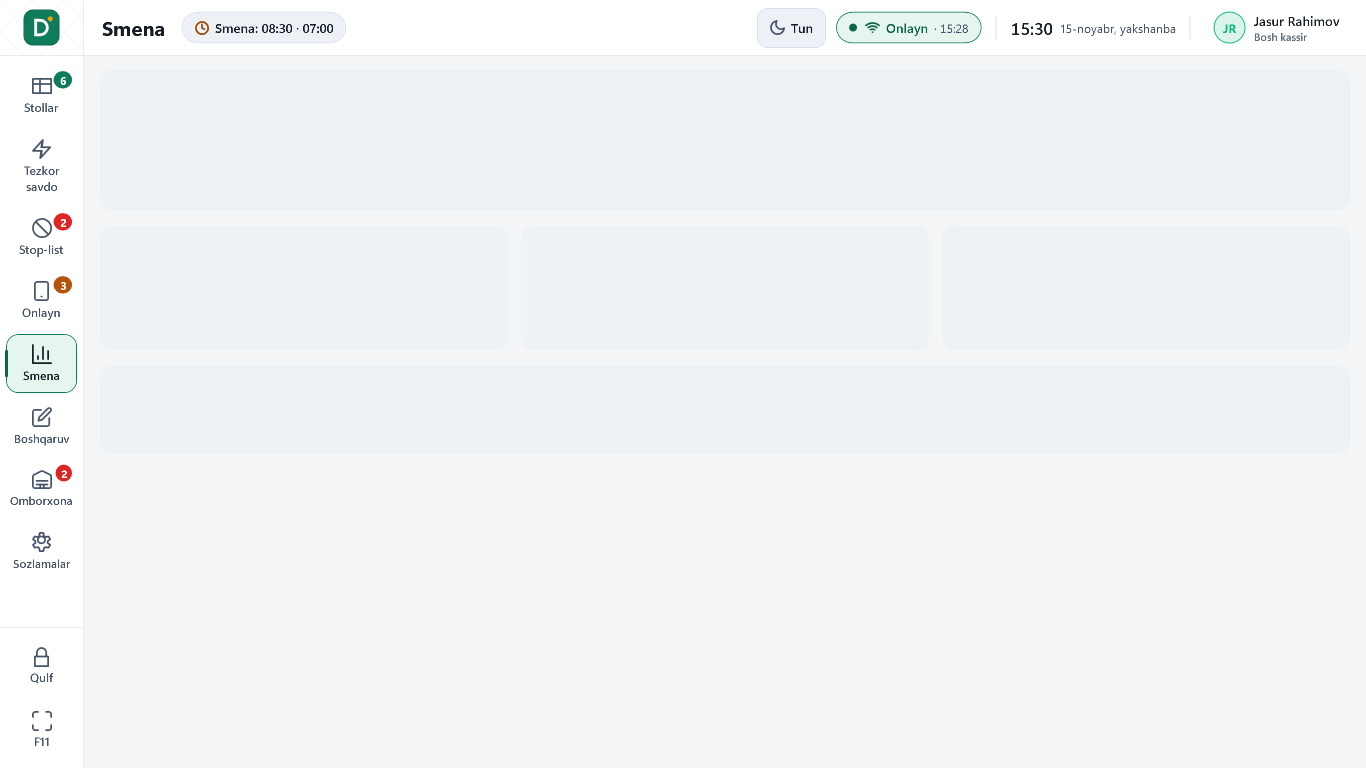 D
Smena
Smena: 08:30 · 07:00
Tun
Onlayn · 15:28
15:30 15-noyabr, yakshanba
JR
Jasur Rahimov
Bosh kassir
6
Stollar
Tezkor
savdo
2
Stop-list
3
Onlayn
Smena
Boshqaruv
2
Omborxona
Sozlamalar
Qulf
F11